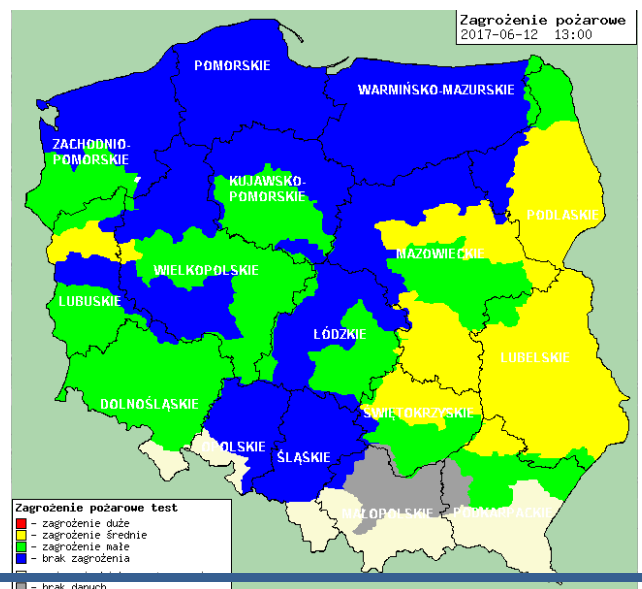 Zagrożenie pożarowe
2017-06-12 13:00
POMORSKIE
WARMIŃSKO-MAZURSKIE
ZACHODNIO-
POMORSKIE
KUJAWSKO-
POMORSKIE
PODLASKIE
MAZOWIECKIE
WIELKOPOLSKIE
LUBUSKIE
ŁÓDZKIE
LUBELSKIE
DOLNOŚLĄSKIE
ŚWIĘTOKRZYSKIE
OPOLSKIE
ŚLĄSKIE
MAŁOPOLSKIE
PODKARPACKIE
Zagrożenie pożarowe test
- zagrożenie duże
- zagrożenie średnie
- zagrożenie małe
- brak zagrożenia
- brak danych